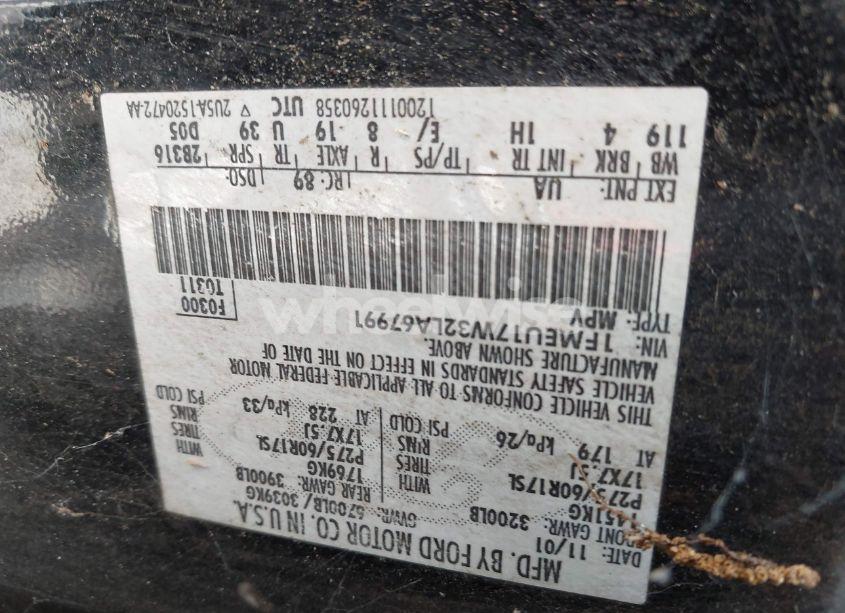 MFD. BY FORD MOTOR CO. IN U.S.A.
DATE: 11/01 GVWR: 6700LB / 3039KG
FRONT GAWR: 3200LB REAR GAWR: 3900LB
1451KG 1769KG
P275/60R17SL WITH TIRES P275/60R17SL WITH TIRES
17X7.5J RIMS 17X7.5J RIMS
AT 179 kPa/26 PSI COLD AT 228 kPa/33 PSI COLD
THIS VEHICLE CONFORMS TO ALL APPLICABLE FEDERAL MOTOR
VEHICLE SAFETY STANDARDS IN EFFECT ON THE DATE OF
MANUFACTURE SHOWN ABOVE.
VIN: 1FMEU17W32LA67991 F0300
TYPE: MPV T0311
wheelwise
EXT PNT: UA RC: 89 DSO:
WB BRK INT TR TP/PS R AXLE TR SPR 2B316
119 4 1H E/ 8 19 U 39 D05
1200111260358 UTC ▽ 2U5A1520472-AA